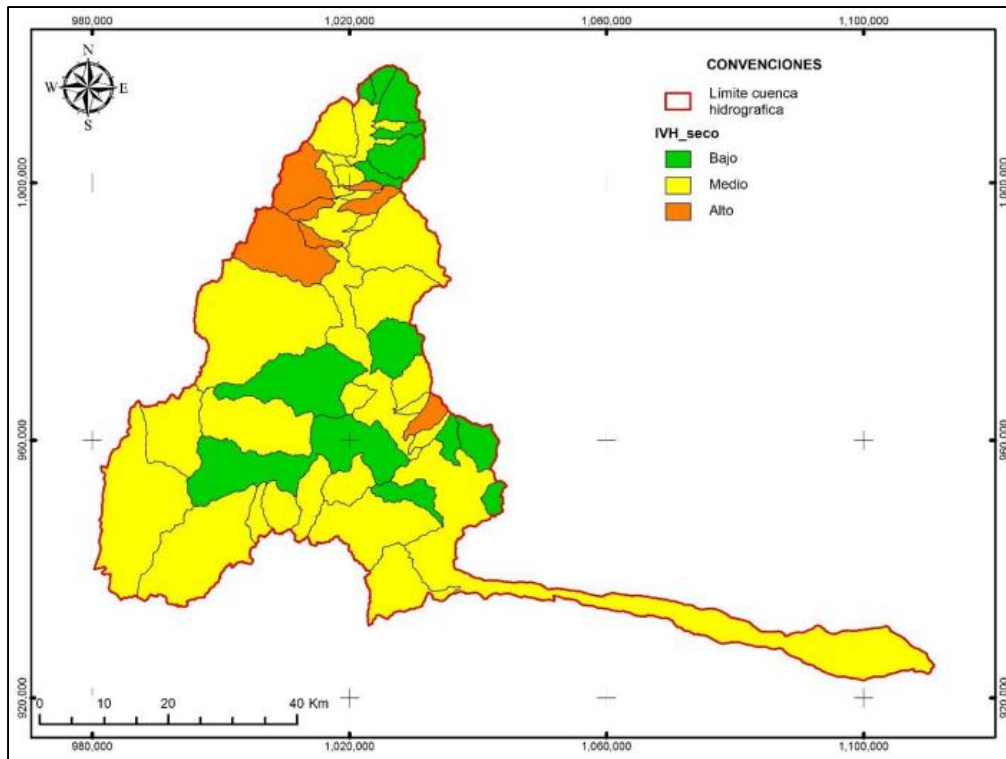 980,000 1,020,000 1,060,000 1,100,000
N
W E
S
CONVENCIONES
Límite cuenca
hidrografica
IVH_seco
Bajo
Medio
Alto
1,000,000 1,000,000
960,000 960,000
920,000 920,000
0 10 20 40 Km
980,000 1,020,000 1,060,000 1,100,000